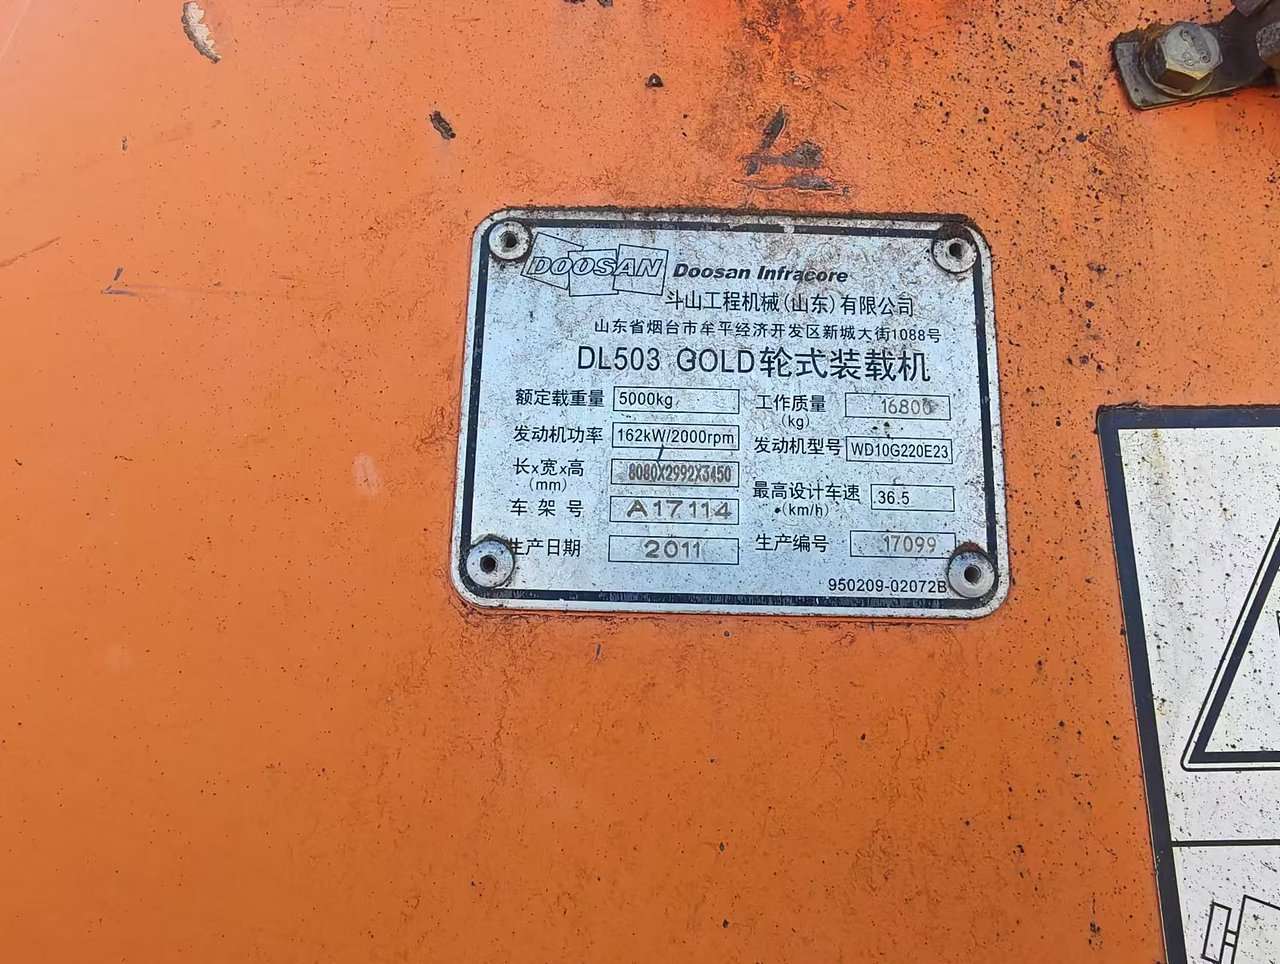 DOOSAN Doosan Infracore
斗山工程机械(山东)有限公司
山东省烟台市牟平经济开发区新城大街1088号
DL503 GOLD轮式装载机
额定载重量 5000kg 工作质量(kg) 16800
发动机功率 162kW/2000rpm 发动机型号 WD10G220E23
长x宽x高(mm) 8080X2992X3450 最高设计车速(km/h) 36.5
车架号 A17114
生产日期 2011 生产编号 17099
950209-02072B